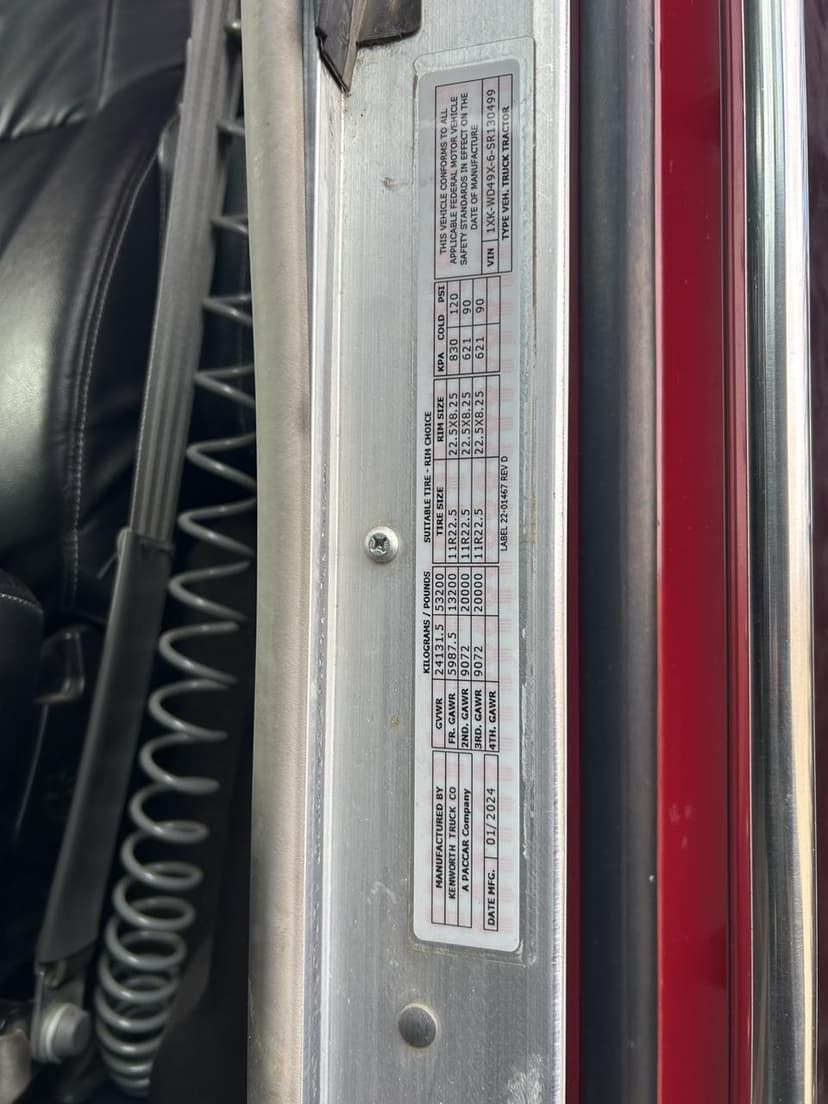 MANUFACTURED BY
KENWORTH TRUCK CO
A PACCAR Company
DATE MFG. 01/2024
KILOGRAMS / POUNDS
GVWR 24131.5 53200
FR. GAWR 5987.5 13200
2ND. GAWR 9072 20000
3RD. GAWR 9072 20000
4TH. GAWR
SUITABLE TIRE - RIM CHOICE
TIRE SIZE RIM SIZE KPA COLD PSI
11R22.5 22.5X8.25 830 120
11R22.5 22.5X8.25 621 90
11R22.5 22.5X8.25 621 90
LABEL 22-01467 REV D
THIS VEHICLE CONFORMS TO ALL
APPLICABLE FEDERAL MOTOR VEHICLE
SAFETY STANDARDS IN EFFECT ON THE
DATE OF MANUFACTURE
VIN 1XK-WD49X-6-SR130499
TYPE VEH. TRUCK TRACTOR